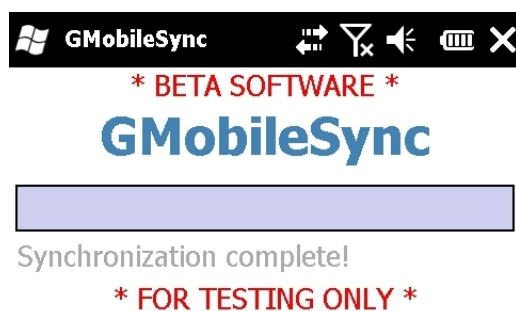 GMobileSync
* BETA SOFTWARE *
GMobileSync
Synchronization complete!
* FOR TESTING ONLY *